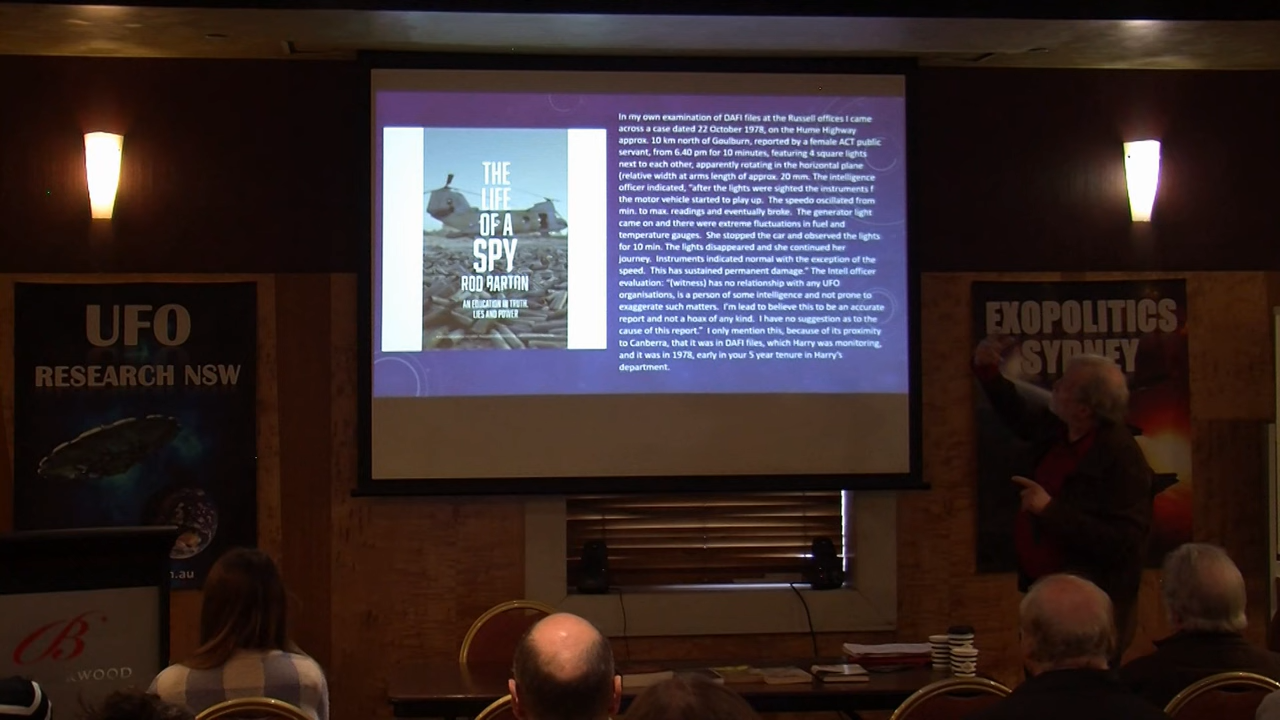 UFO
RESEARCH NSW
n.au
B
WOOD
THE
LIFE
OF A
SPY
ROD BARTON
AN EDUCATION IN TRUTH,
LIES AND POWER
In my own examination of DAFI files at the Russell offices I came
across a case dated 22 October 1978, on the Hume Highway
approx. 10 km north of Goulburn, reported by a female ACT public
servant, from 6.40 pm for 10 minutes, featuring 4 square lights
next to each other, apparently rotating in the horizontal plane
(relative width at arms length of approx. 20 mm. The intelligence
officer indicated, "after the lights were sighted the instruments f
the motor vehicle started to play up. The speedo oscillated from
min. to max. readings and eventually broke. The generator light
came on and there were extreme fluctuations in fuel and
temperature gauges. She stopped the car and observed the lights
for 10 min. The lights disappeared and she continued her
journey. Instruments indicated normal with the exception of the
speed. This has sustained permanent damage." The Intell officer
evaluation: "[witness) has no relationship with any UFO
organisations, is a person of some intelligence and not prone to
exaggerate such matters. I'm lead to believe this to be an accurate
report and not a hoax of any kind. I have no suggestion as to the
cause of this report." I only mention this, because of its proximity
to Canberra, that it was in DAFI files, which Harry was monitoring,
and it was in 1978, early in your 5 year tenure in Harry's
department.
EXOPOLITICS
SYDNEY